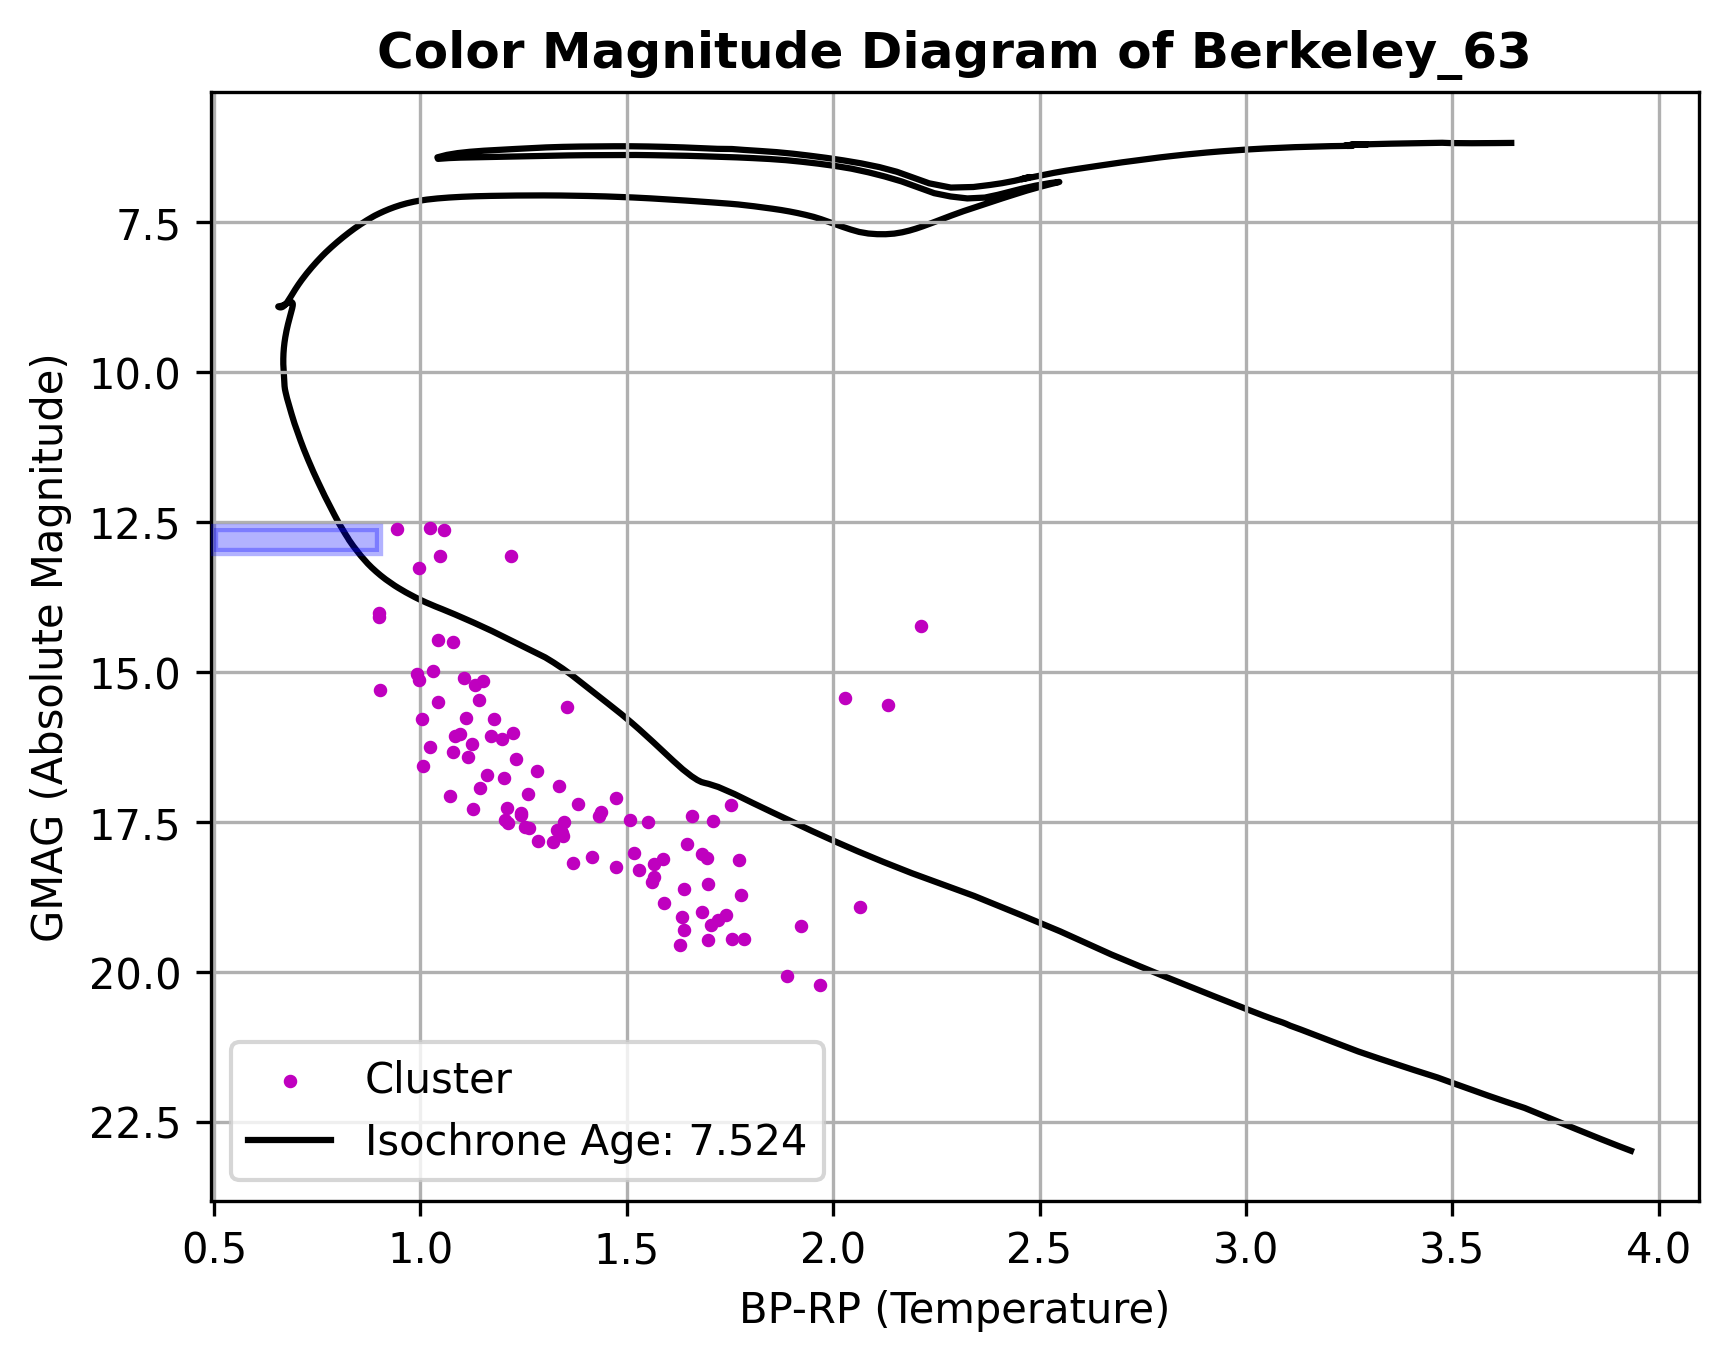 Color Magnitude Diagram of Berkeley_63
GMAG (Absolute Magnitude)
7.5
10.0
12.5
15.0
17.5
20.0
22.5
Cluster
Isochrone Age: 7.524
0.5 1.0 1.5 2.0 2.5 3.0 3.5 4.0
BP-RP (Temperature)